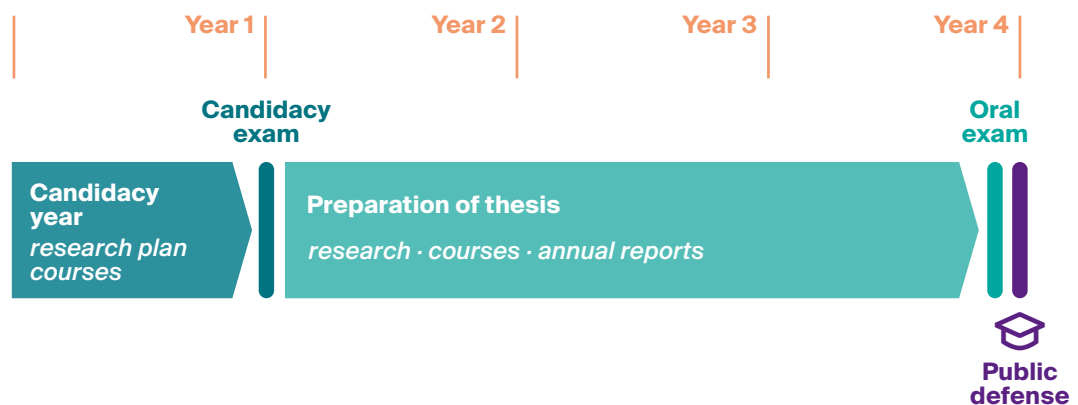 Year 1
Year 2
Year 3
Year 4
Candidacy
exam
Oral
exam
Candidacy
year
research plan
courses
Preparation of thesis
research · courses · annual reports
Public
defense